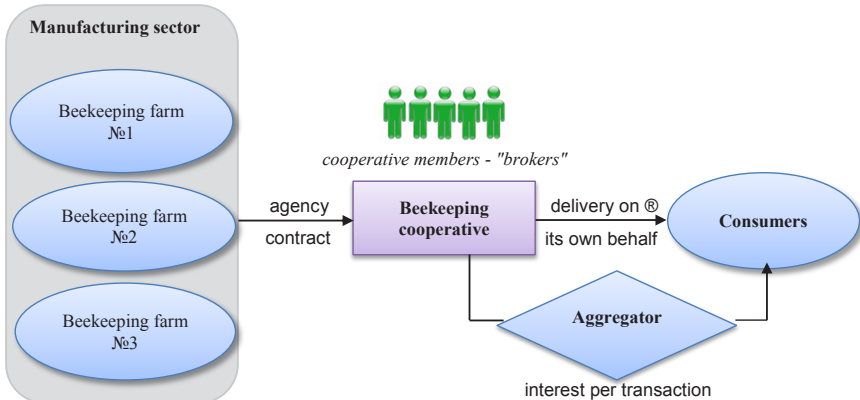 Manufacturing sector
Beekeeping farm
№1
Beekeeping farm
№2
Beekeeping farm
№3
agency
contract
cooperative members - "brokers"
Beekeeping
cooperative
delivery on ®
its own behalf
Consumers
Aggregator
interest per transaction